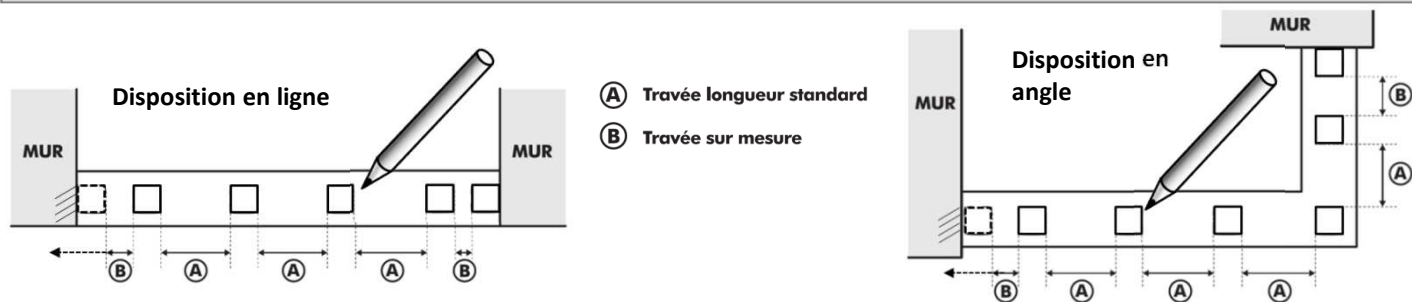 Disposition en ligne
MUR
MUR
B
A
A
A
B
A Travée longueur standard
B Travée sur mesure
MUR
Disposition en
angle
MUR
B
A
B
A
A
A